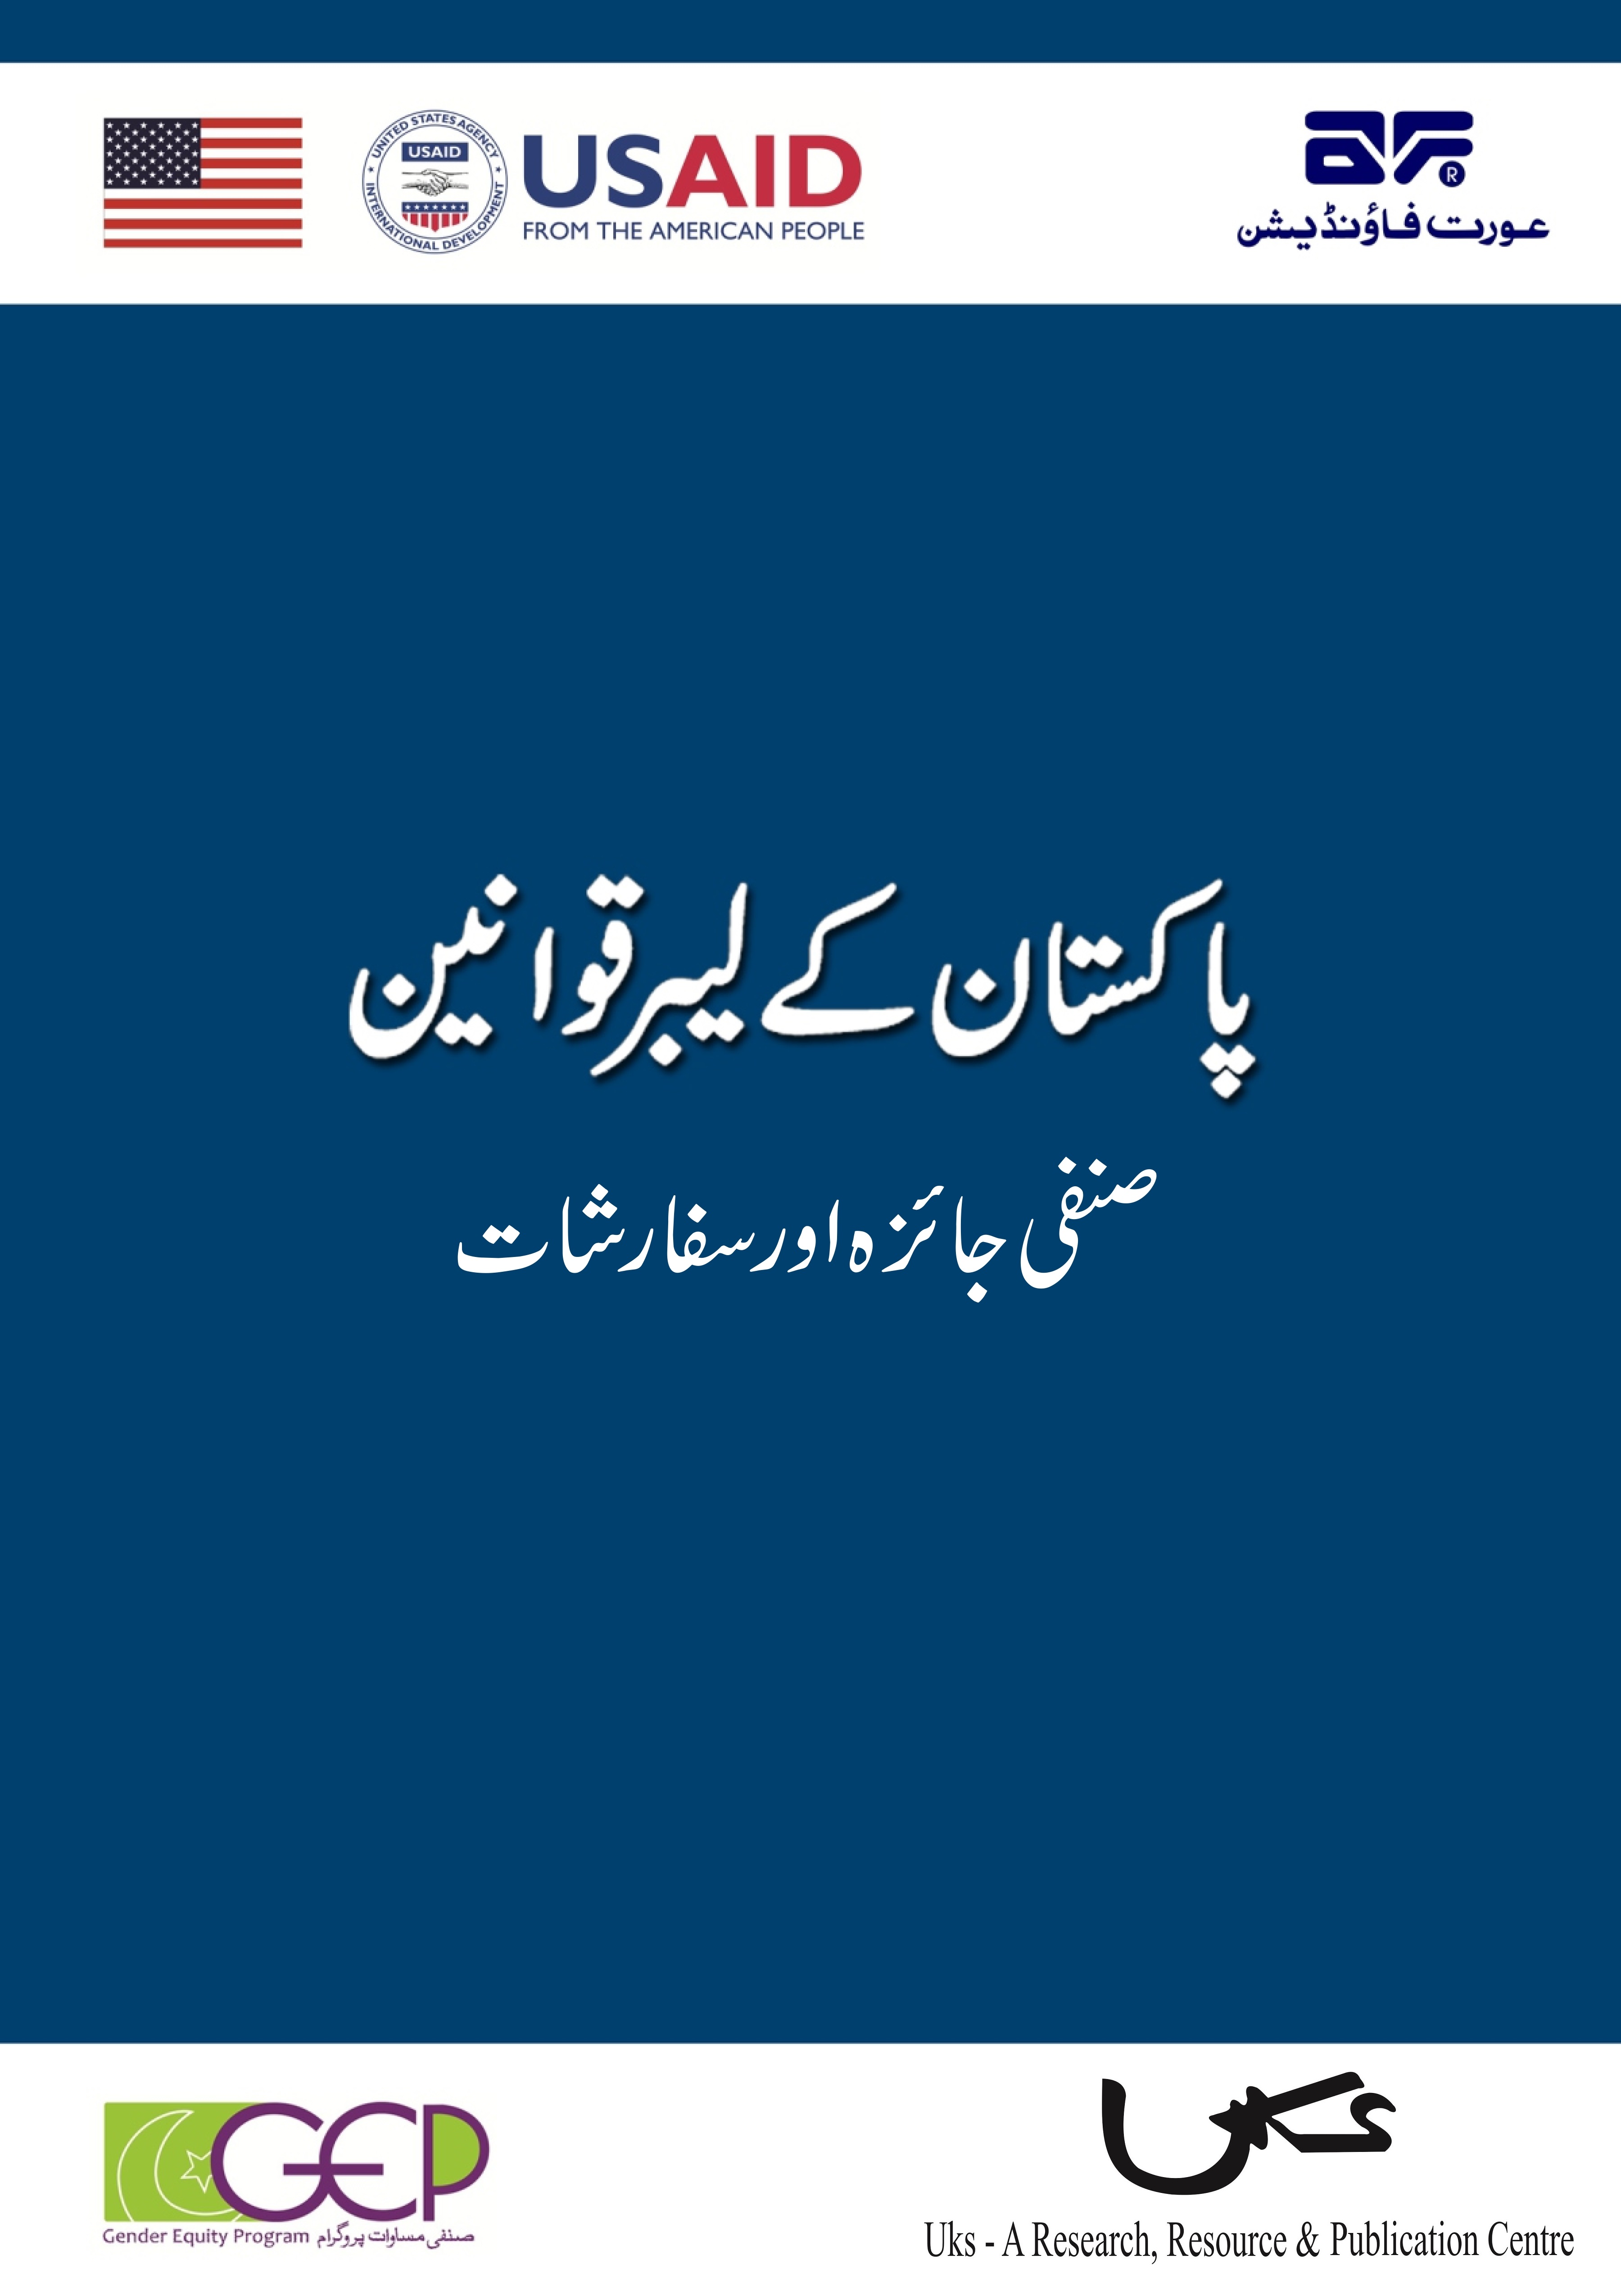 UNITED STATES AGENCY
USAID
INTERNATIONAL DEVELOPMENT
USAID
FROM THE AMERICAN PEOPLE
R
عورت فاؤنڈیشن
پاکستان کے لیبر قوانین
صنفی جائزہ اور سفارشات
GEP
Gender Equity Program صنفی مساوات پروگرام
عکس
Uks - A Research, Resource & Publication Centre